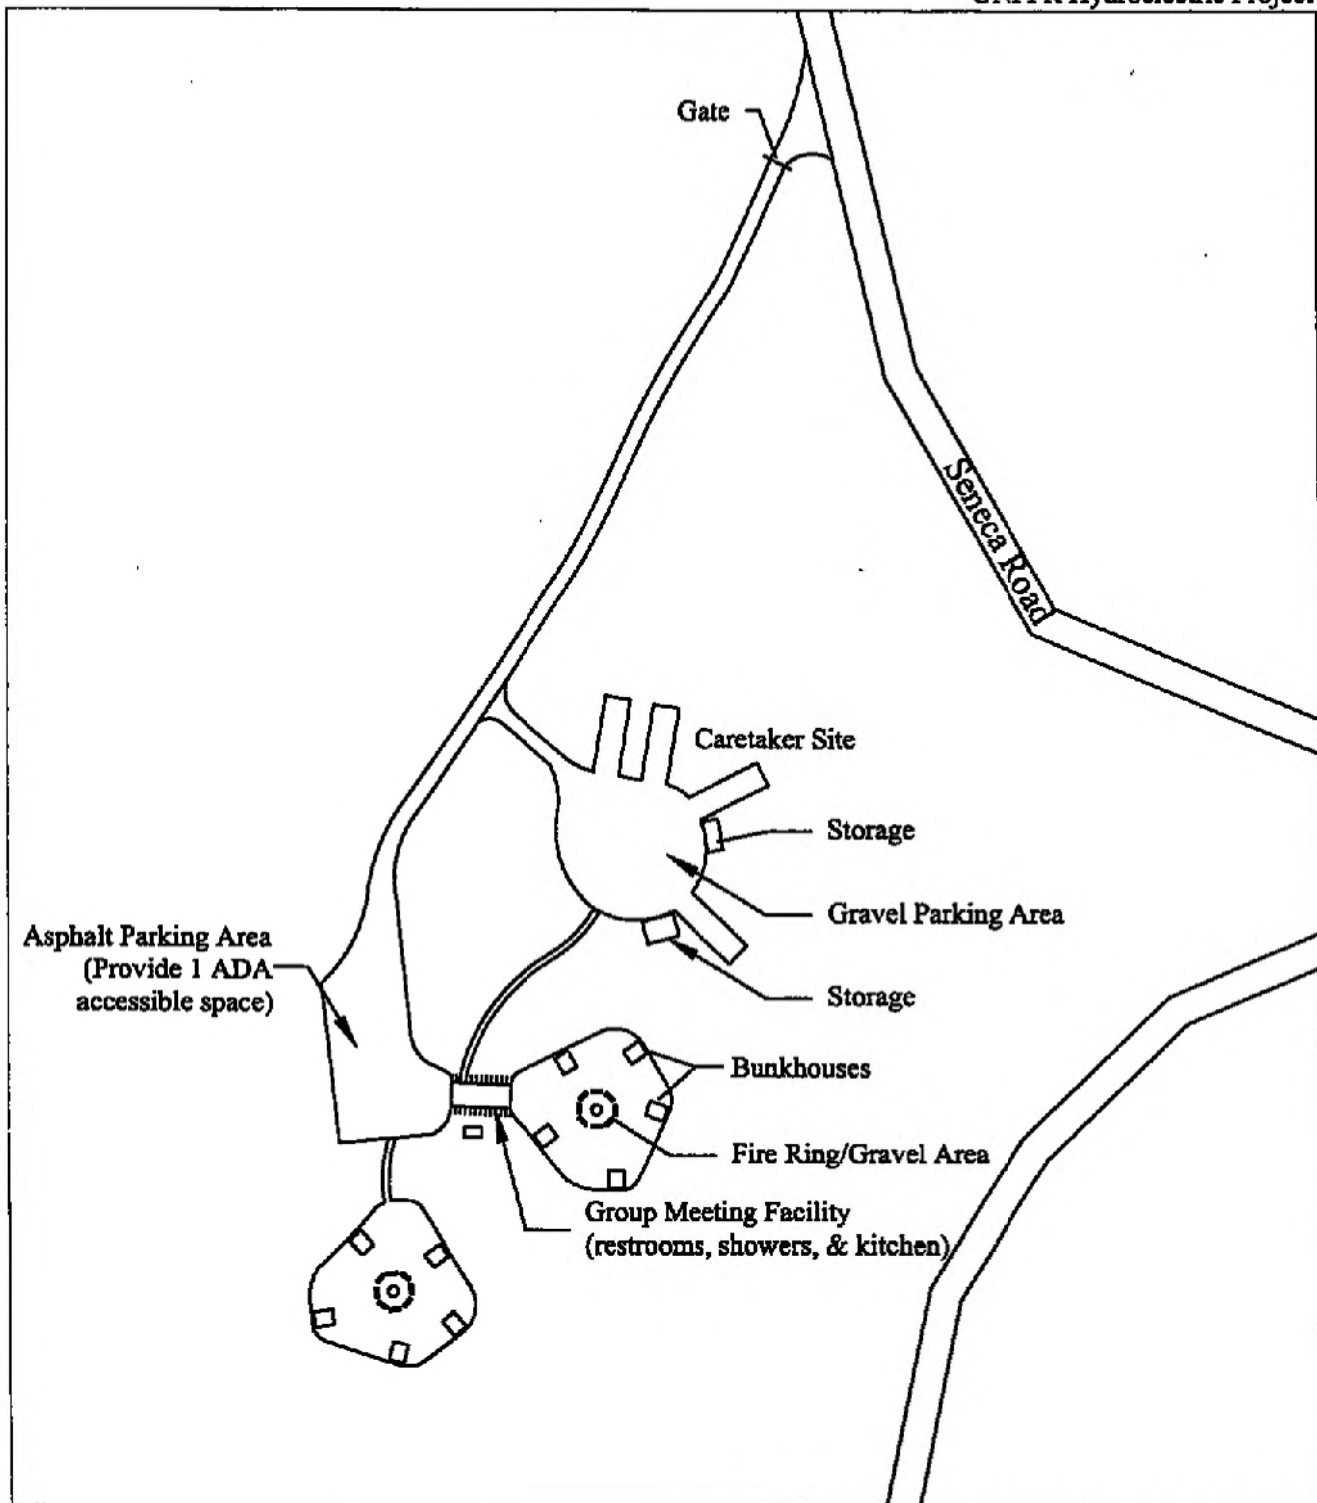 Gate
Seneca Road
Caretaker Site
Storage
Gravel Parking Area
Asphalt Parking Area
(Provide 1 ADA
accessible space)
Storage
Bunkhouses
Fire Ring/Gravel Area
Group Meeting Facility
(restrooms, showers, & kitchen)